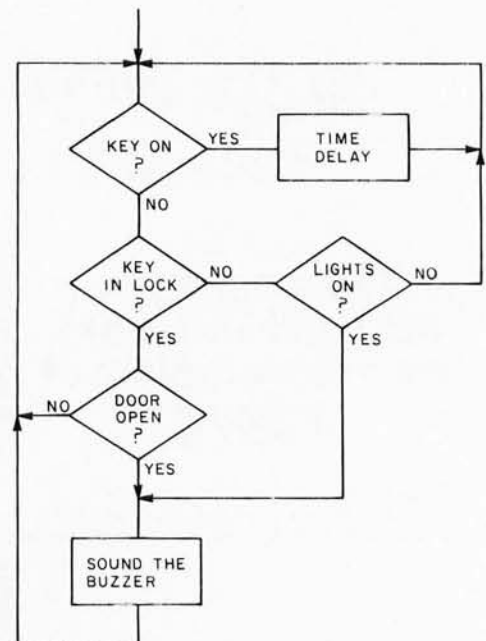 KEY ON
?
YES
TIME
DELAY
NO
KEY
IN LOCK
?
NO
LIGHTS
ON
?
NO
YES
YES
DOOR
OPEN
?
NO
YES
SOUND THE
BUZZER